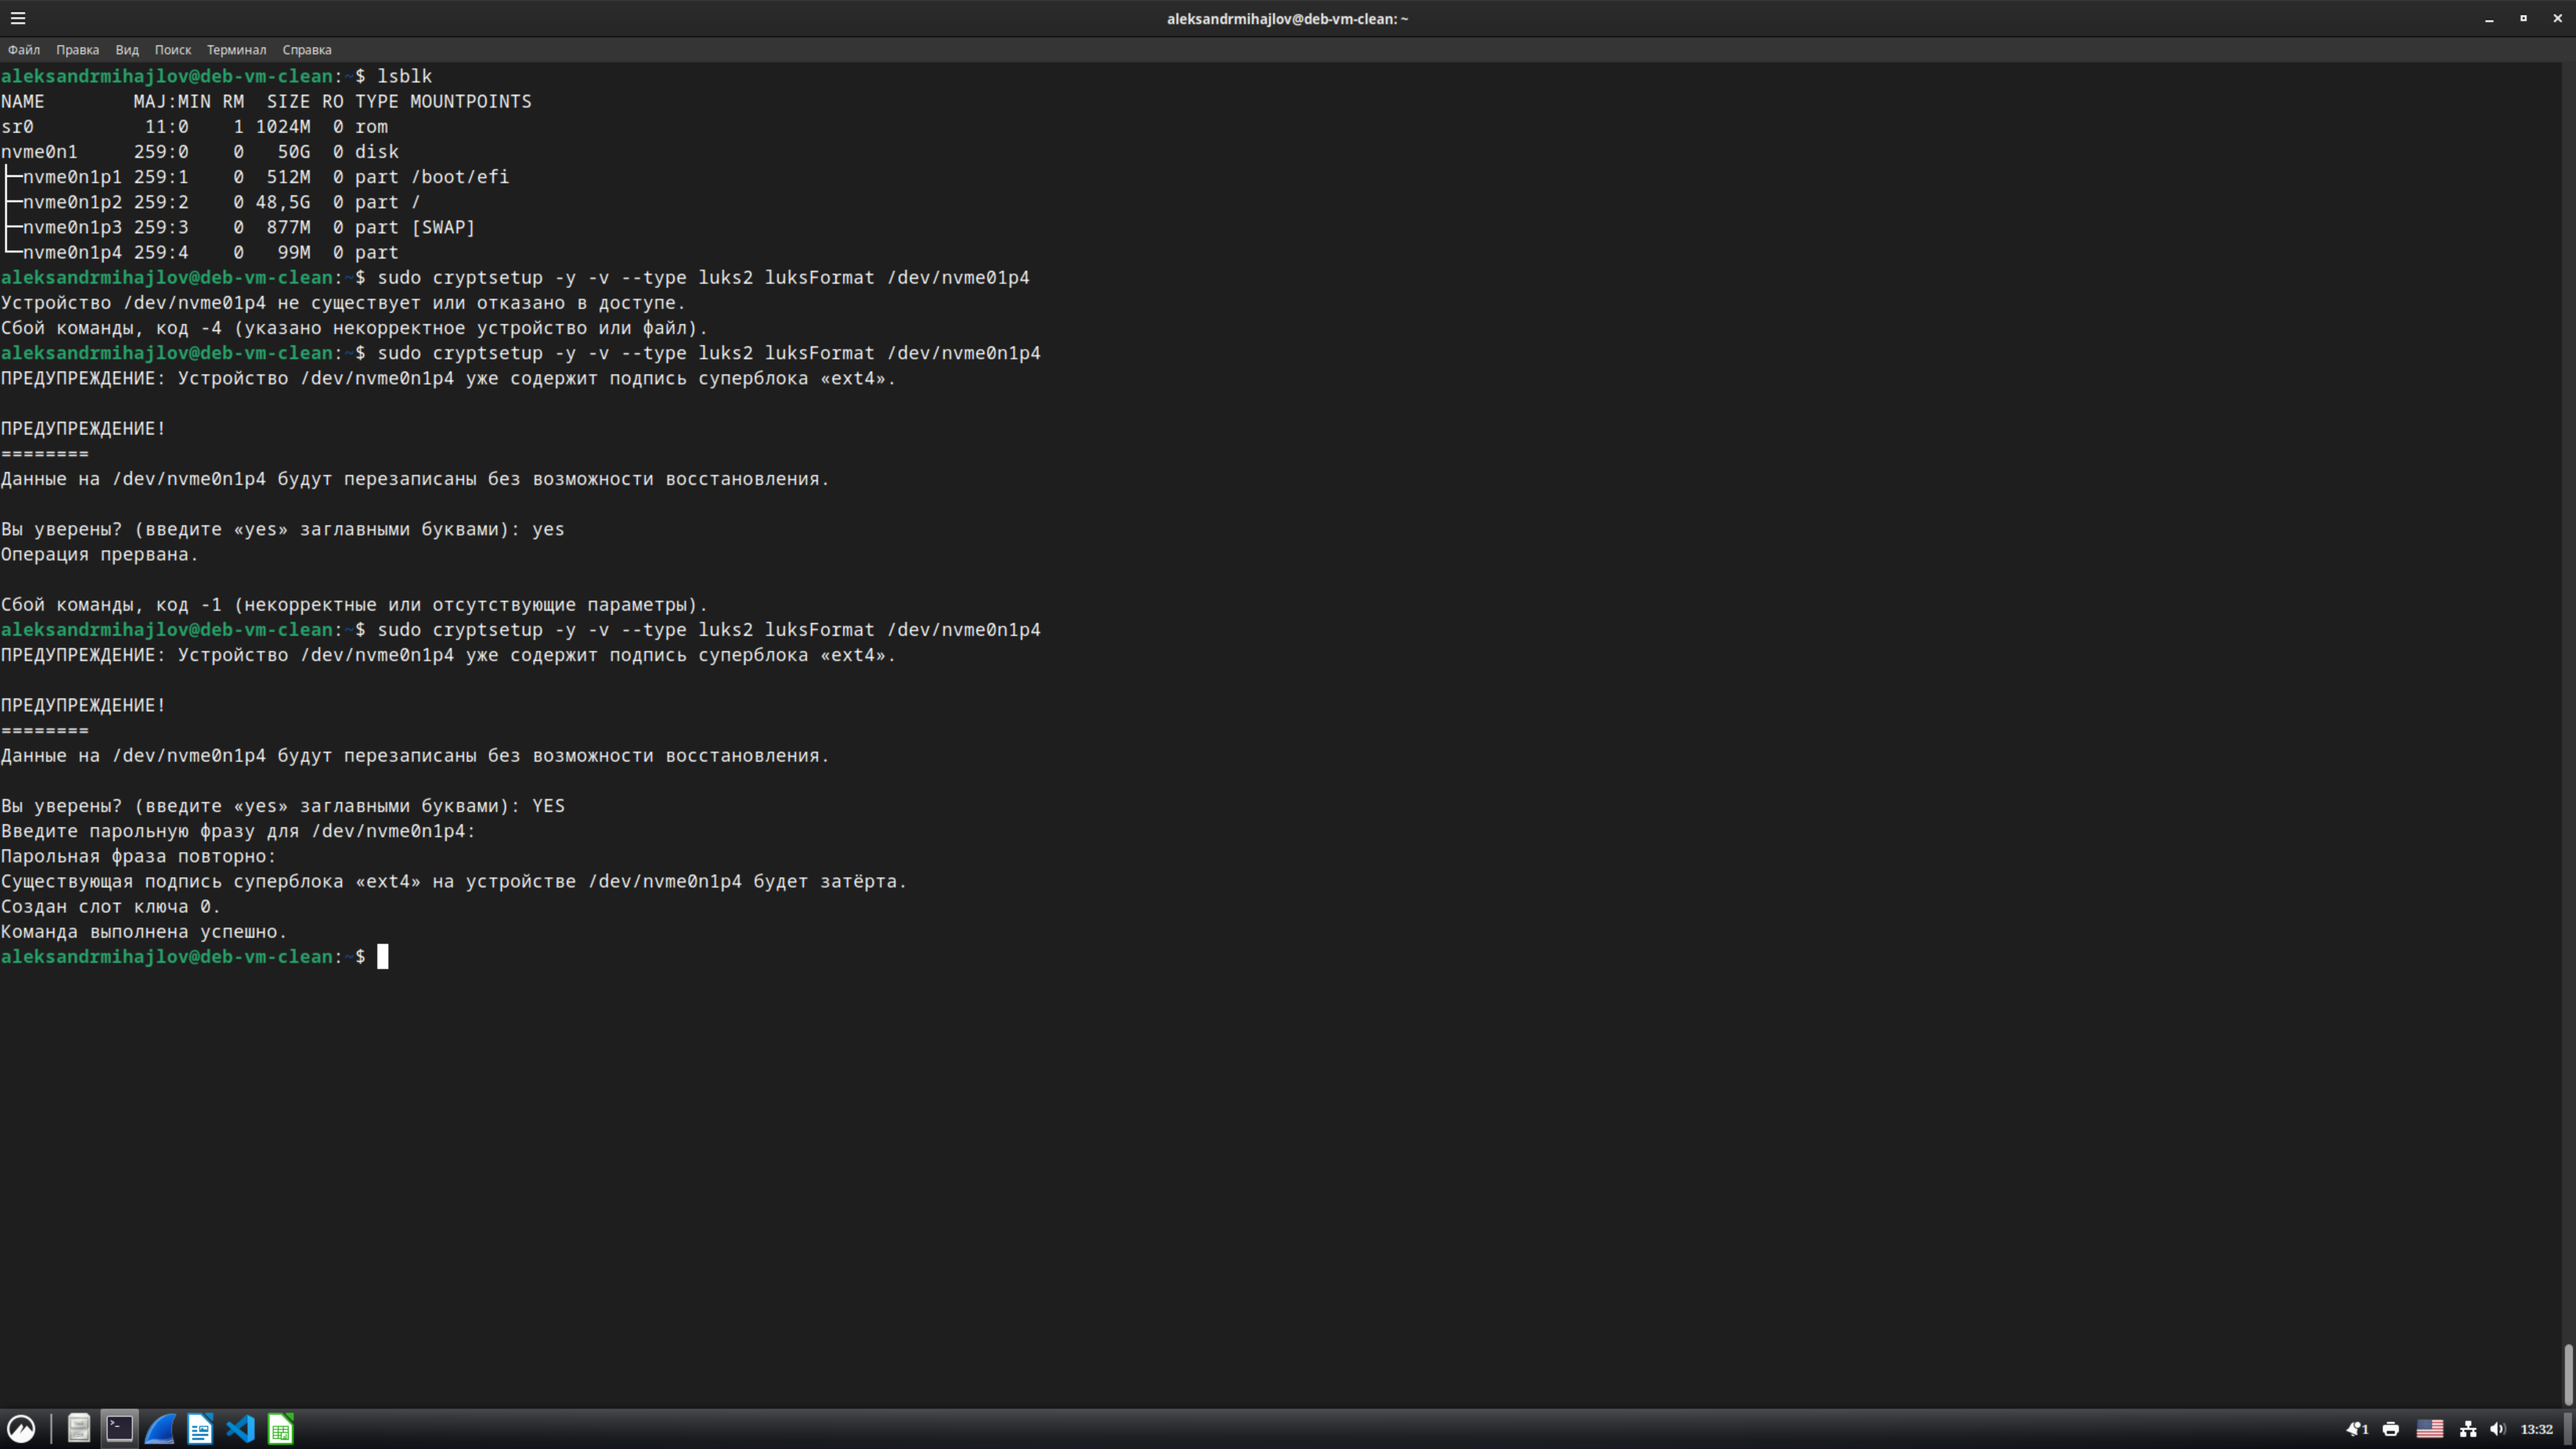 aleksandrmihajlov@deb-vm-clean: ~
Файл Правка Вид Поиск Терминал Справка
aleksandrmihajlov@deb-vm-clean:~$ lsblk
NAME        MAJ:MIN RM  SIZE RO TYPE MOUNTPOINTS
sr0          11:0    1 1024M  0 rom
nvme0n1     259:0    0   50G  0 disk
├─nvme0n1p1 259:1    0  512M  0 part /boot/efi
├─nvme0n1p2 259:2    0 48,5G  0 part /
├─nvme0n1p3 259:3    0  877M  0 part [SWAP]
└─nvme0n1p4 259:4    0   99M  0 part
aleksandrmihajlov@deb-vm-clean:~$ sudo cryptsetup -y -v --type luks2 luksFormat /dev/nvme01p4
Устройство /dev/nvme01p4 не существует или отказано в доступе.
Сбой команды, код -4 (указано некорректное устройство или файл).
aleksandrmihajlov@deb-vm-clean:~$ sudo cryptsetup -y -v --type luks2 luksFormat /dev/nvme0n1p4
ПРЕДУПРЕЖДЕНИЕ: Устройство /dev/nvme0n1p4 уже содержит подпись суперблока «ext4».
ПРЕДУПРЕЖДЕНИЕ!
========
Данные на /dev/nvme0n1p4 будут перезаписаны без возможности восстановления.
Вы уверены? (введите «yes» заглавными буквами): yes
Операция прервана.
Сбой команды, код -1 (некорректные или отсутствующие параметры).
aleksandrmihajlov@deb-vm-clean:~$ sudo cryptsetup -y -v --type luks2 luksFormat /dev/nvme0n1p4
ПРЕДУПРЕЖДЕНИЕ: Устройство /dev/nvme0n1p4 уже содержит подпись суперблока «ext4».
ПРЕДУПРЕЖДЕНИЕ!
========
Данные на /dev/nvme0n1p4 будут перезаписаны без возможности восстановления.
Вы уверены? (введите «yes» заглавными буквами): YES
Введите парольную фразу для /dev/nvme0n1p4:
Парольная фраза повторно:
Существующая подпись суперблока «ext4» на устройстве /dev/nvme0n1p4 будет затёрта.
Создан слот ключа 0.
Команда выполнена успешно.
aleksandrmihajlov@deb-vm-clean:~$
1 13:32